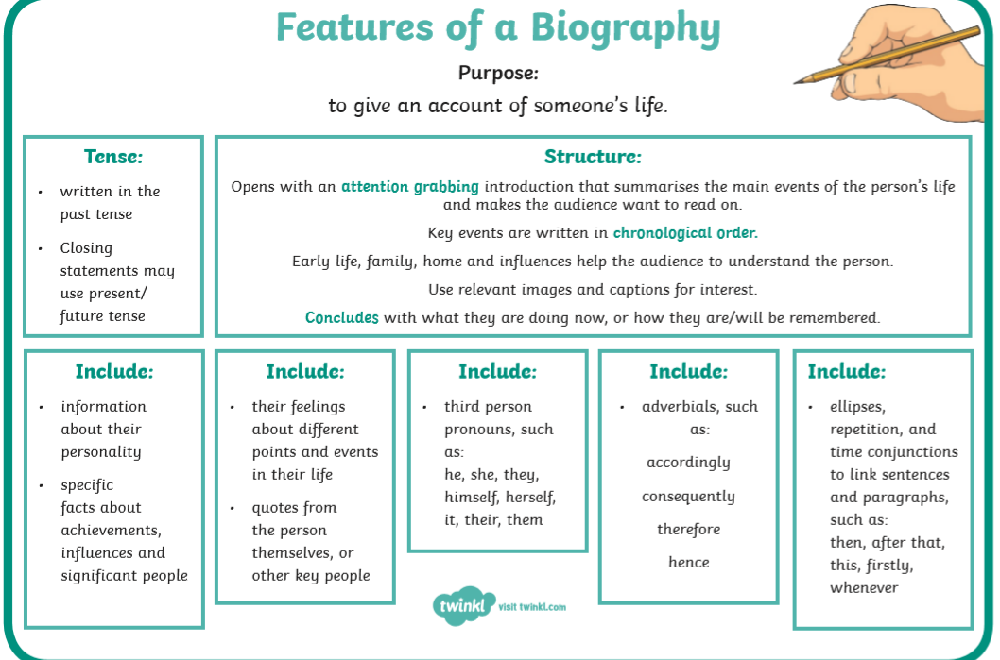 Features of a Biography
Purpose:
to give an account of someone's life.
Tense:
• written in the
past tense
• Closing
statements may
use present/
future tense
Structure:
Opens with an attention grabbing introduction that summarises the main events of the person's life
and makes the audience want to read on.
Key events are written in chronological order.
Early life, family, home and influences help the audience to understand the person.
Use relevant images and captions for interest.
Concludes with what they are doing now, or how they are/will be remembered.
Include:
• information
about their
personality
• specific
facts about
achievements,
influences and
significant people
Include:
• their feelings
about different
points and events
in their life
• quotes from
the person
themselves, or
other key people
Include:
• third person
pronouns, such
as:
he, she, they,
himself, herself,
it, their, them
Include:
• adverbials, such
as:
accordingly
consequently
therefore
hence
Include:
• ellipses,
repetition, and
time conjunctions
to link sentences
and paragraphs,
such as:
then, after that,
this, firstly,
whenever
twinkl visit twinkl.com